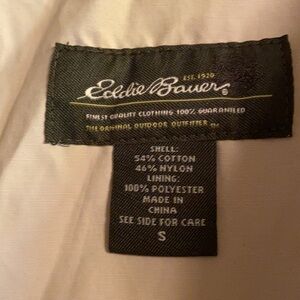 EST. 1920
Eddie Bauer®
FINEST QUALITY CLOTHING 100% GUARANTEED
THE ORIGINAL OUTDOOR OUTFITTER ™
SHELL:
54% COTTON
46% NYLON
LINING:
100% POLYESTER
MADE IN
CHINA
SEE SIDE FOR CARE
S